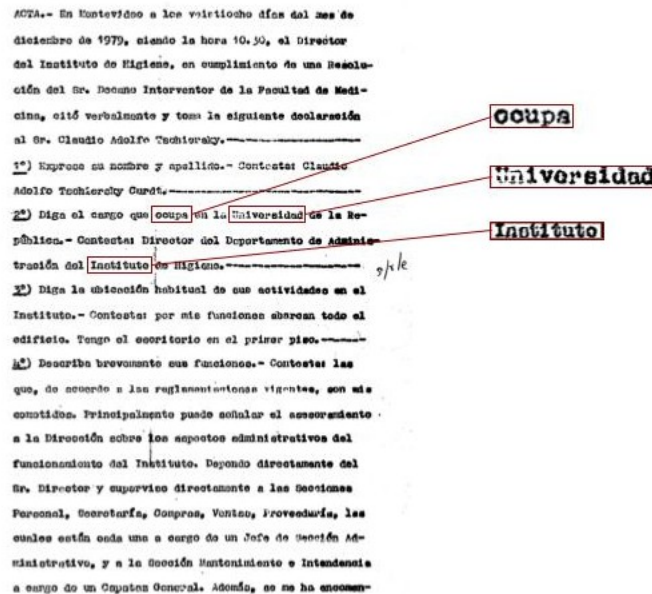 ACTA.- En Montevideo a los veintiocho días del mes de
diciembre de 1979, siendo la hora 10.30, el Director
del Instituto de Higiene, en cumplimiento de una Resolu-
ción del Sr. Decano Interventor de la Facultad de Medi-
cina, citó verbalmente y toma la siguiente declaración
al Sr. Claudio Adolfo Tschiersky.----------
1º) Exprese su nombre y apellido.- Contesta: Claudio
Adolfo Tschiersky Curdt.----------
2º) Diga el cargo que ocupa en la Universidad de la Re-
pública.- Contesta: Director del Departamento de Adminis-
tración del Instituto de Higiene.----------
3º) Diga la ubicación habitual de sus actividades en el
Instituto.- Contesta: por mis funciones abarcan todo el
edificio. Tengo el escritorio en el primer piso.-------
4º) Describa brevemente sus funciones.- Contesta: las
que, de acuerdo a las reglamentaciones vigentes, son mis
cometidos. Principalmente puedo señalar el asesoramiento
a la Dirección sobre los aspectos administrativos del
funcionamiento del Instituto. Dependo directamente del
Sr. Director y superviso directamente a las Secciones
Personal, Secretaría, Compras, Ventas, Proveeduría, las
cuales están cada una a cargo de un Jefe de Sección Ad-
ministrativo, y a la Sección Mantenimiento e Intendencia
a cargo de un Capataz General. Además, se me ha encomen-
ocupa
Universidad
Instituto